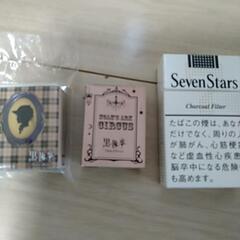 黒執事
NOAH'S ARK
CIRCUS
黒執事
SevenStars
Charcoal Filter
たばこの煙は、あな
だけでなく、周りの人
が肺がん、心筋梗塞
など虚血性心疾患
脳卒中になる危険
も高めます。